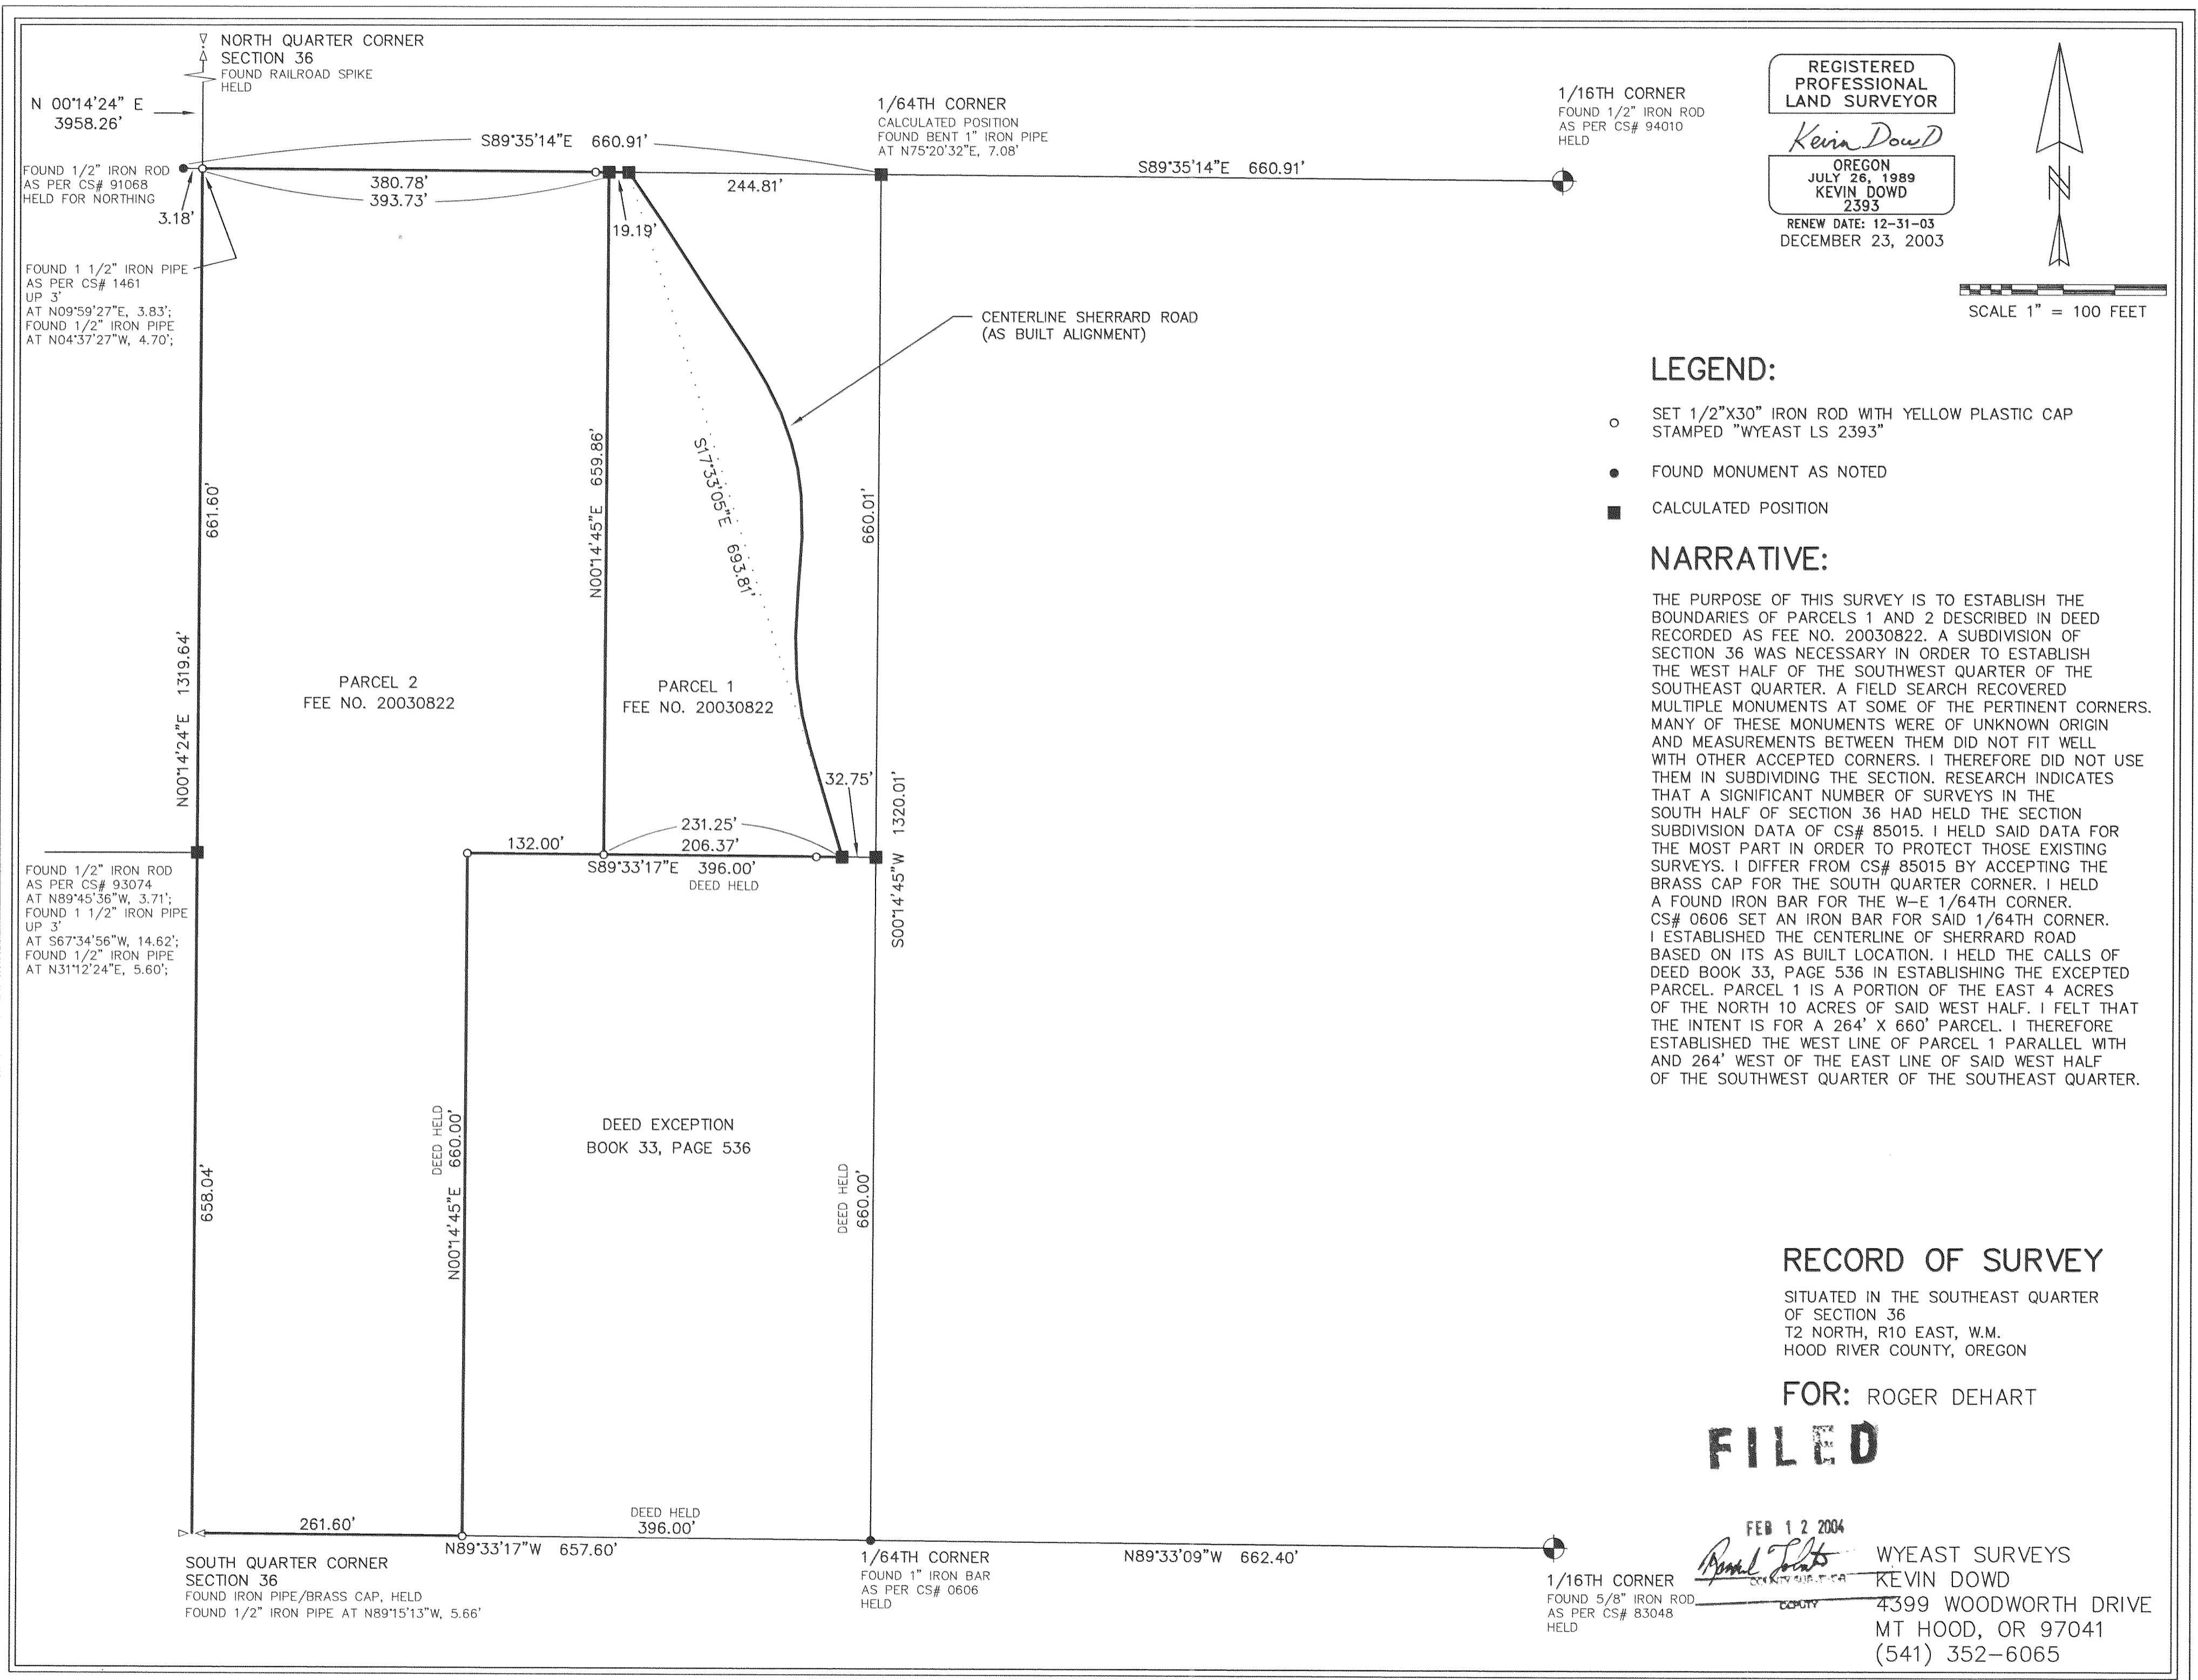 NORTH QUARTER CORNER
SECTION 36
FOUND RAILROAD SPIKE
HELD
N 00°14'24" E
3958.26'
FOUND 1/2" IRON ROD
AS PER CS# 91068
HELD FOR NORTHING
3.18'
FOUND 1 1/2" IRON PIPE
AS PER CS# 1461
UP 3'
AT N09°59'27"E, 3.83';
FOUND 1/2" IRON PIPE
AT N04°37'27"W, 4.70';
S89°35'14"E 660.91'
380.78'
393.73'
19.19'
244.81'
1/64TH CORNER
CALCULATED POSITION
FOUND BENT 1" IRON PIPE
AT N75°20'32"E, 7.08'
S89°35'14"E 660.91'
1/16TH CORNER
FOUND 1/2" IRON ROD
AS PER CS# 94010
HELD
REGISTERED
PROFESSIONAL
LAND SURVEYOR
Kevin Dowd
OREGON
JULY 26, 1989
KEVIN DOWD
2393
RENEW DATE: 12-31-03
DECEMBER 23, 2003
N
SCALE 1" = 100 FEET
CENTERLINE SHERRARD ROAD
(AS BUILT ALIGNMENT)
661.60'
N00°14'24"E 1319.64'
N00°14'45"E 659.86'
S17°33'05"E 693.81'
660.01'
S00°14'45"W 1320.01'
PARCEL 2
FEE NO. 20030822
PARCEL 1
FEE NO. 20030822
32.75'
231.25'
132.00'
206.37'
S89°33'17"E 396.00'
DEED HELD
FOUND 1/2" IRON ROD
AS PER CS# 93074
AT N89°45'36"W, 3.71';
FOUND 1 1/2" IRON PIPE
UP 3'
AT S67°34'56"W, 14.62';
FOUND 1/2" IRON PIPE
AT N31°12'24"E, 5.60';
658.04'
DEED HELD
N00°14'45"E 660.00'
DEED EXCEPTION
BOOK 33, PAGE 536
DEED HELD
660.00'
261.60'
DEED HELD
396.00'
N89°33'17"W 657.60'
N89°33'09"W 662.40'
SOUTH QUARTER CORNER
SECTION 36
FOUND IRON PIPE/BRASS CAP, HELD
FOUND 1/2" IRON PIPE AT N89°15'13"W, 5.66'
1/64TH CORNER
FOUND 1" IRON BAR
AS PER CS# 0606
HELD
1/16TH CORNER
FOUND 5/8" IRON ROD
AS PER CS# 83048
HELD
LEGEND:
SET 1/2"X30" IRON ROD WITH YELLOW PLASTIC CAP
STAMPED "WYEAST LS 2393"
FOUND MONUMENT AS NOTED
CALCULATED POSITION
NARRATIVE:
THE PURPOSE OF THIS SURVEY IS TO ESTABLISH THE
BOUNDARIES OF PARCELS 1 AND 2 DESCRIBED IN DEED
RECORDED AS FEE NO. 20030822. A SUBDIVISION OF
SECTION 36 WAS NECESSARY IN ORDER TO ESTABLISH
THE WEST HALF OF THE SOUTHWEST QUARTER OF THE
SOUTHEAST QUARTER. A FIELD SEARCH RECOVERED
MULTIPLE MONUMENTS AT SOME OF THE PERTINENT CORNERS.
MANY OF THESE MONUMENTS WERE OF UNKNOWN ORIGIN
AND MEASUREMENTS BETWEEN THEM DID NOT FIT WELL
WITH OTHER ACCEPTED CORNERS. I THEREFORE DID NOT USE
THEM IN SUBDIVIDING THE SECTION. RESEARCH INDICATES
THAT A SIGNIFICANT NUMBER OF SURVEYS IN THE
SOUTH HALF OF SECTION 36 HAD HELD THE SECTION
SUBDIVISION DATA OF CS# 85015. I HELD SAID DATA FOR
THE MOST PART IN ORDER TO PROTECT THOSE EXISTING
SURVEYS. I DIFFER FROM CS# 85015 BY ACCEPTING THE
BRASS CAP FOR THE SOUTH QUARTER CORNER. I HELD
A FOUND IRON BAR FOR THE W-E 1/64TH CORNER.
CS# 0606 SET AN IRON BAR FOR SAID 1/64TH CORNER.
I ESTABLISHED THE CENTERLINE OF SHERRARD ROAD
BASED ON ITS AS BUILT LOCATION. I HELD THE CALLS OF
DEED BOOK 33, PAGE 536 IN ESTABLISHING THE EXCEPTED
PARCEL. PARCEL 1 IS A PORTION OF THE EAST 4 ACRES
OF THE NORTH 10 ACRES OF SAID WEST HALF. I FELT THAT
THE INTENT IS FOR A 264' X 660' PARCEL. I THEREFORE
ESTABLISHED THE WEST LINE OF PARCEL 1 PARALLEL WITH
AND 264' WEST OF THE EAST LINE OF SAID WEST HALF
OF THE SOUTHWEST QUARTER OF THE SOUTHEAST QUARTER.
RECORD OF SURVEY
SITUATED IN THE SOUTHEAST QUARTER
OF SECTION 36
T2 NORTH, R10 EAST, W.M.
HOOD RIVER COUNTY, OREGON
FOR: ROGER DEHART
FILED
FEB 12 2004
COUNTY SURVEYOR
DEPUTY
WYEAST SURVEYS
KEVIN DOWD
4399 WOODWORTH DRIVE
MT HOOD, OR 97041
(541) 352-6065